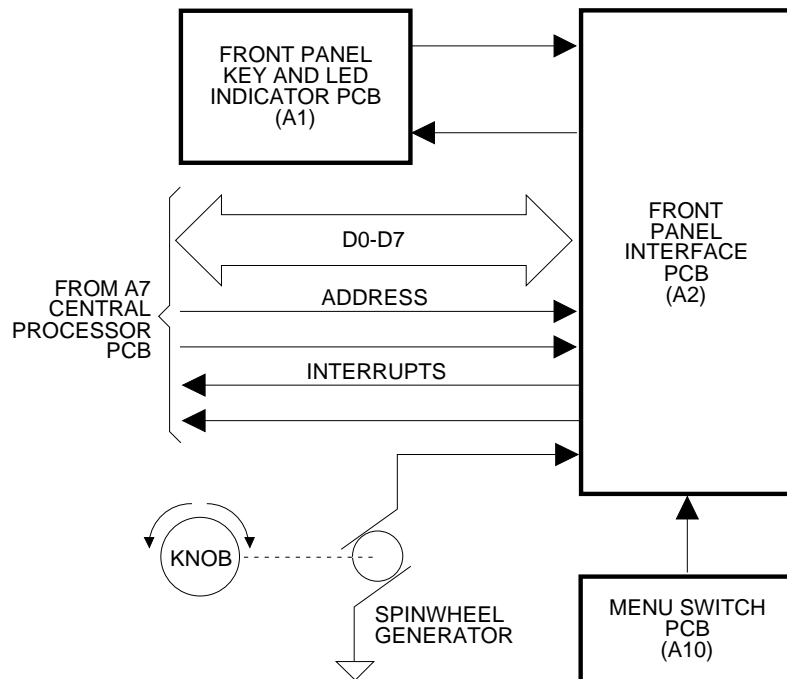 FRONT PANEL
KEY AND LED
INDICATOR PCB
(A1)
D0-D7
FROM A7
CENTRAL
PROCESSOR
PCB
ADDRESS
INTERRUPTS
FRONT
PANEL
INTERFACE
PCB
(A2)
KNOB
SPINWHEEL
GENERATOR
MENU SWITCH
PCB
(A10)